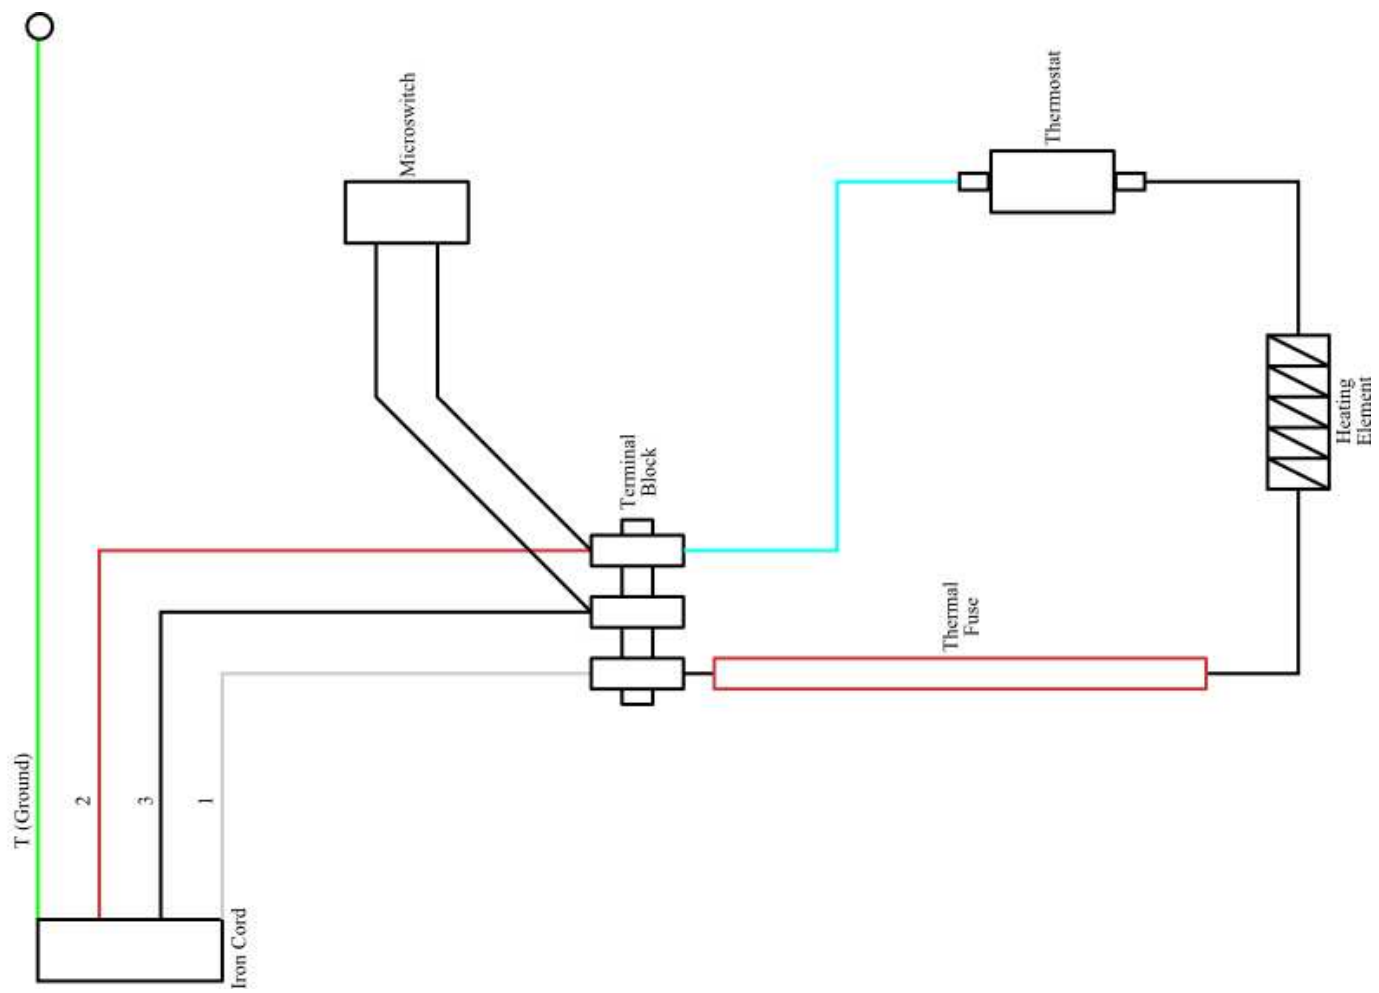 Microswitch
Thermostat
Terminal
Block
Heating
Element
Thermal
Fuse
T (Ground)
2
3
1
Iron Cord